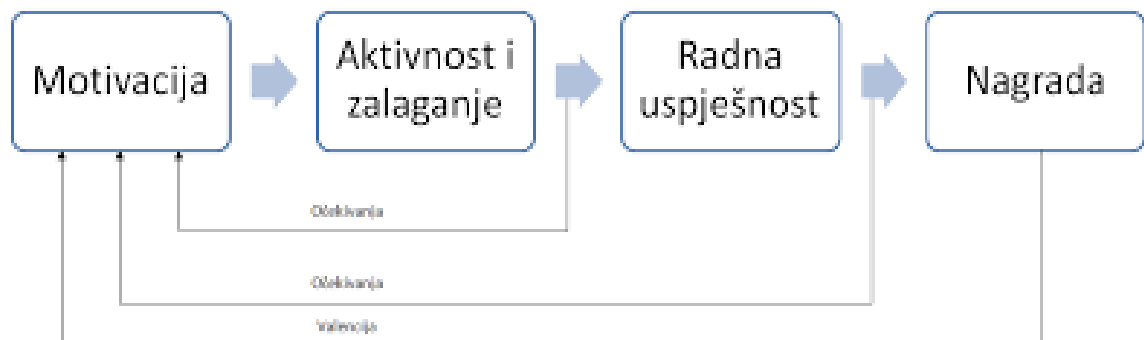 Motivacija
Aktivnost i
zalaganje
Radna
uspješnost
Nagrada
Očekivanja
Očekivanja
Valencija